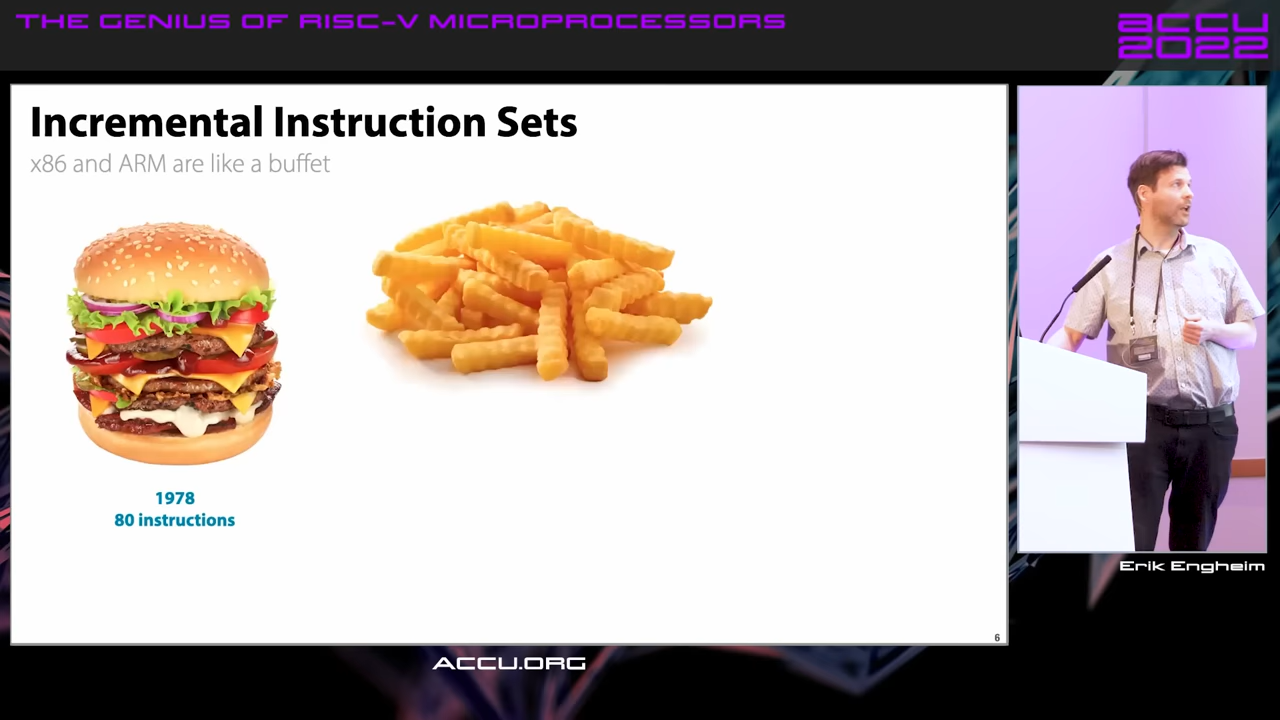 THE GENIUS OF RISC-V MICROPROCESSORS
ACCU
2022
Incremental Instruction Sets
x86 and ARM are like a buffet
1978
80 instructions
6
Erik Engheim
ACCU.ORG